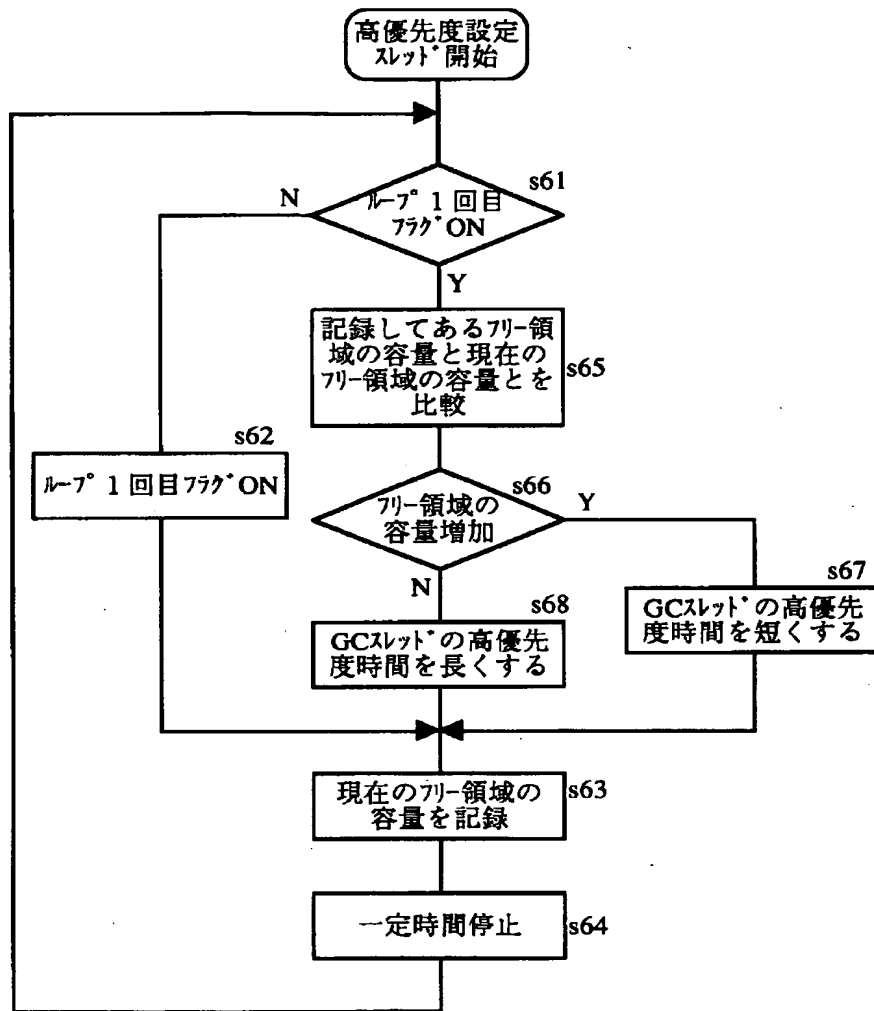 高優先度設定
ｽﾚｯﾄﾞ開始
s61
N
ﾙｰﾌﾟ1回目
ﾌﾗｸﾞON
Y
記録してあるﾌﾘｰ領
域の容量と現在の
ﾌﾘｰ領域の容量とを
比較
s65
s62
ﾙｰﾌﾟ1回目ﾌﾗｸﾞON
s66
ﾌﾘｰ領域の
容量増加
Y
N
s67
GCｽﾚｯﾄﾞの高優先
度時間を短くする
s68
GCｽﾚｯﾄﾞの高優先
度時間を長くする
現在のﾌﾘｰ領域の
容量を記録
s63
一定時間停止
s64